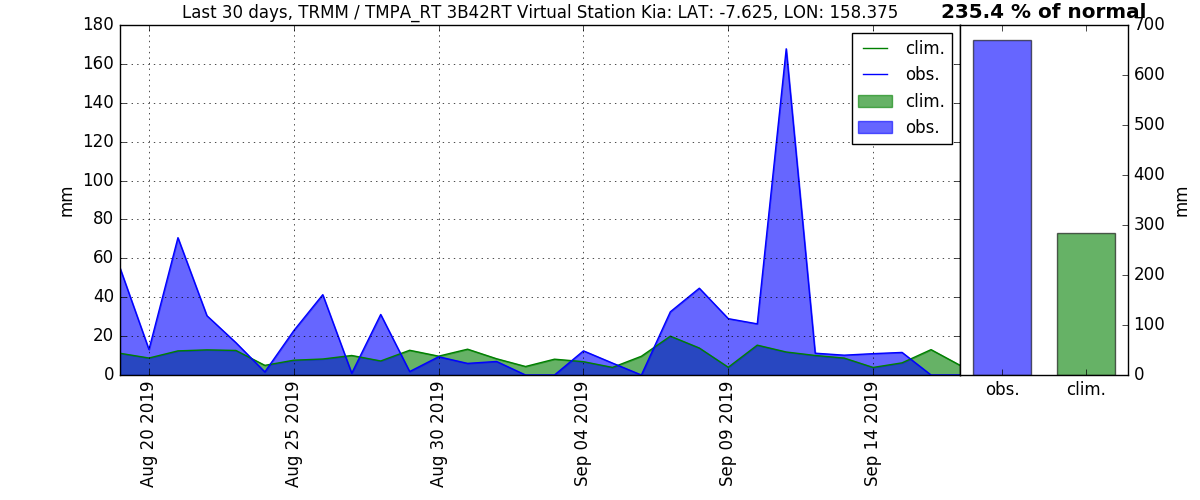 Last 30 days, TRMM / TMPA_RT 3B42RT Virtual Station Kia: LAT: -7.625, LON: 158.375
235.4 % of normal
180
160
140
120
100
80
60
40
20
0
mm
clim.
obs.
clim.
obs.
700
600
500
400
300
200
100
0
mm
Aug 20 2019
Aug 25 2019
Aug 30 2019
Sep 04 2019
Sep 09 2019
Sep 14 2019
obs.
clim.